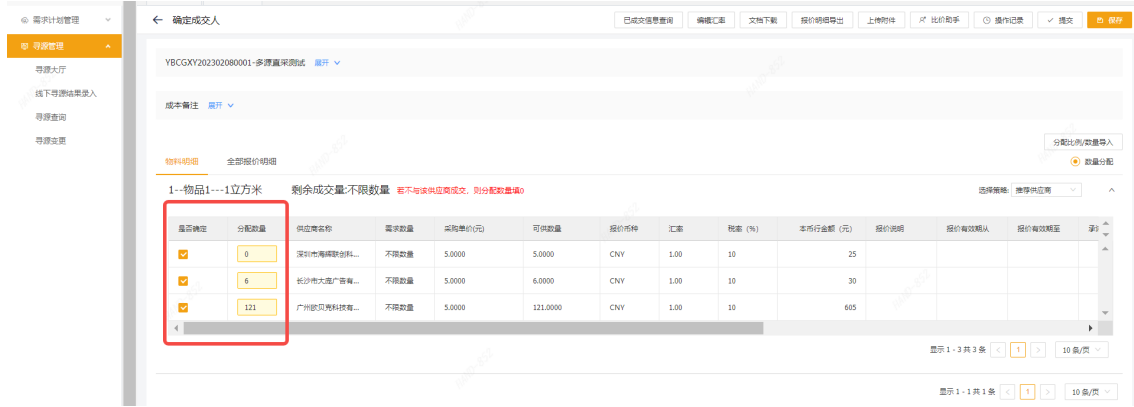 需求计划管理
寻源管理
寻源大厅
线下寻源结果录入
寻源查询
寻源变更
← 确定成交人
已成交信息查询 编辑汇率 文档下载 报价明细导出 上传附件 比价助手 操作记录 提交 保存
YBCGXY202302080001-多源直采测试 展开
成本备注 展开
分配比例/数量导入
物料明细 全部报价明细 数量分配
1--物品1---1立方米 剩余成交量:不限数量 若不与该供应商成交，则分配数量填0 选择策略: 推荐供应商
是否确定 分配数量 供应商名称 需求数量 采购单价(元) 可供数量 报价币种 汇率 税率（%） 本币行金额（元） 报价说明 报价有效期从 报价有效期至
0 深圳市海 不限数量 5.0000 5.0000 CNY 1.00 10 25
6 长沙市大 广告有... 不限数量 5.0000 6.0000 CNY 1.00 10 30
121 广州欧贝克科技有... 不限数量 5.0000 121.0000 CNY 1.00 10 605
显示 1 - 3 共 3 条 < 1 > 10 条/页
显示 1 - 1 共 1 条 < 1 > 10 条/页